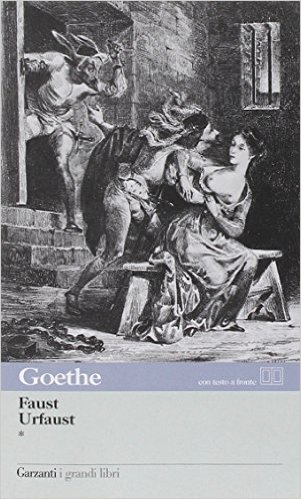 Goethe
con testo a fronte
Faust
Urfaust
*
Garzanti i grandi libri